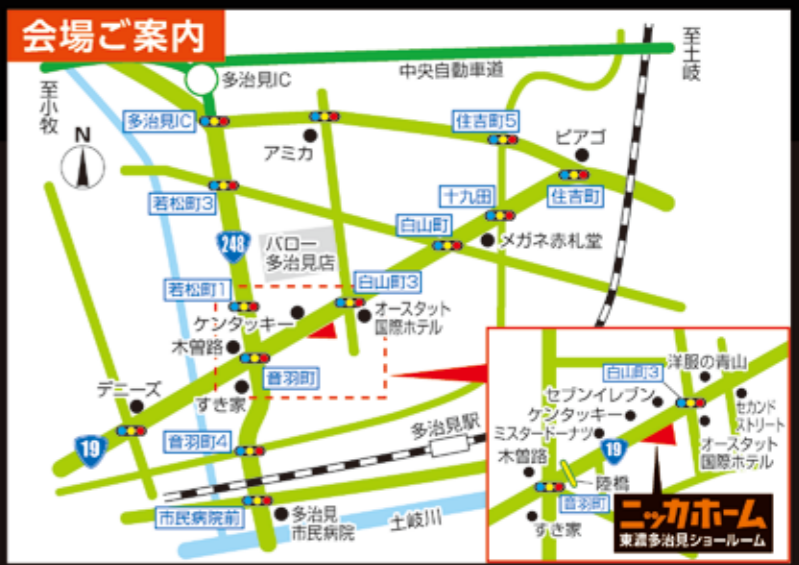 会場ご案内
至土岐
中央自動車道
多治見IC
至小牧
N
多治見IC
アミカ
住吉町5
ピアゴ
若松町3
十九田
住吉町
白山町
メガネ赤札堂
248
バロー
多治見店
若松町1
白山町3
ケンタッキー
オースタット
国際ホテル
木曽路
音羽町
すき家
デニーズ
19
音羽町4
多治見駅
市民病院前
多治見
市民病院
土岐川
洋服の青山
白山町3
セブンイレブン
ケンタッキー
ミスタードーナツ
セカンド
ストリート
オースタット
国際ホテル
19
木曽路
陸橋
音羽町
すき家
ニッカホーム
東濃多治見ショールーム